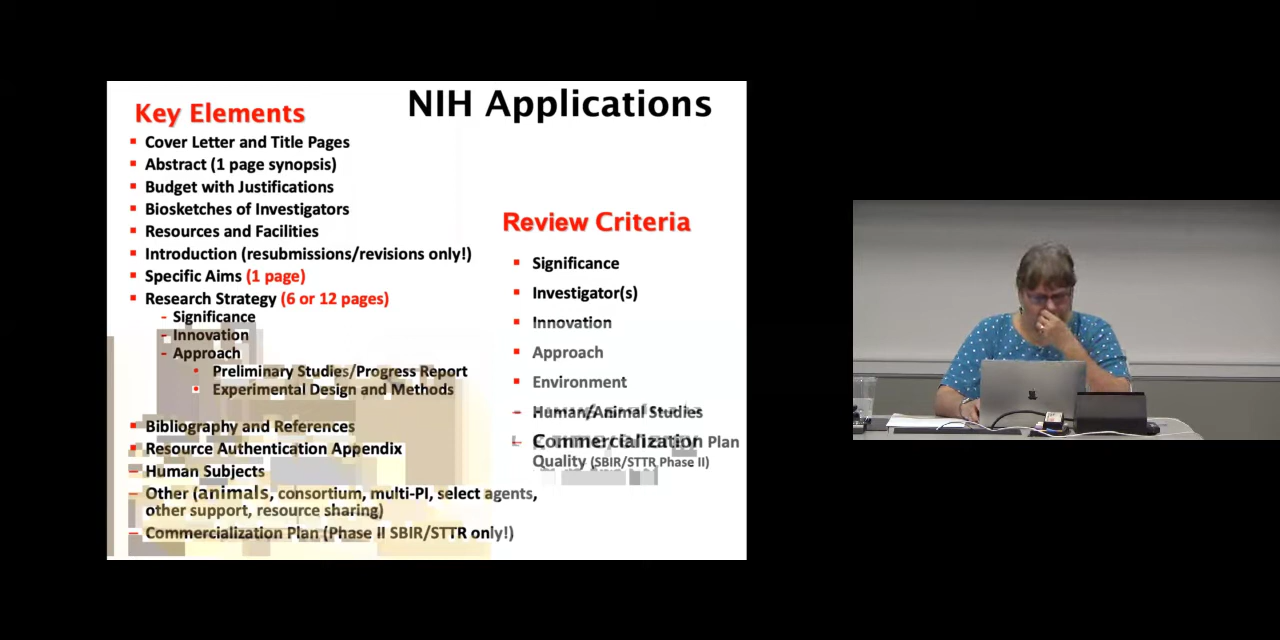 NIH Applications
Key Elements
Cover Letter and Title Pages
Abstract (1 page synopsis)
Budget with Justifications
Biosketches of Investigators
Resources and Facilities
Introduction (resubmissions/revisions only!)
Specific Aims (1 page)
Research Strategy (6 or 12 pages)
- Significance
- Innovation
- Approach
Preliminary Studies/Progress Report
Experimental Design and Methods
Bibliography and References
Resource Authentication Appendix
Human Subjects
Other (animals, consortium, multi-PI, select agents,
other support, resource sharing)
Commercialization Plan (Phase II SBIR/STTR only!)
Review Criteria
Significance
Investigator(s)
Innovation
Approach
Environment
Human/Animal Studies
Commercialization Plan
Quality (SBIR/STTR Phase II)